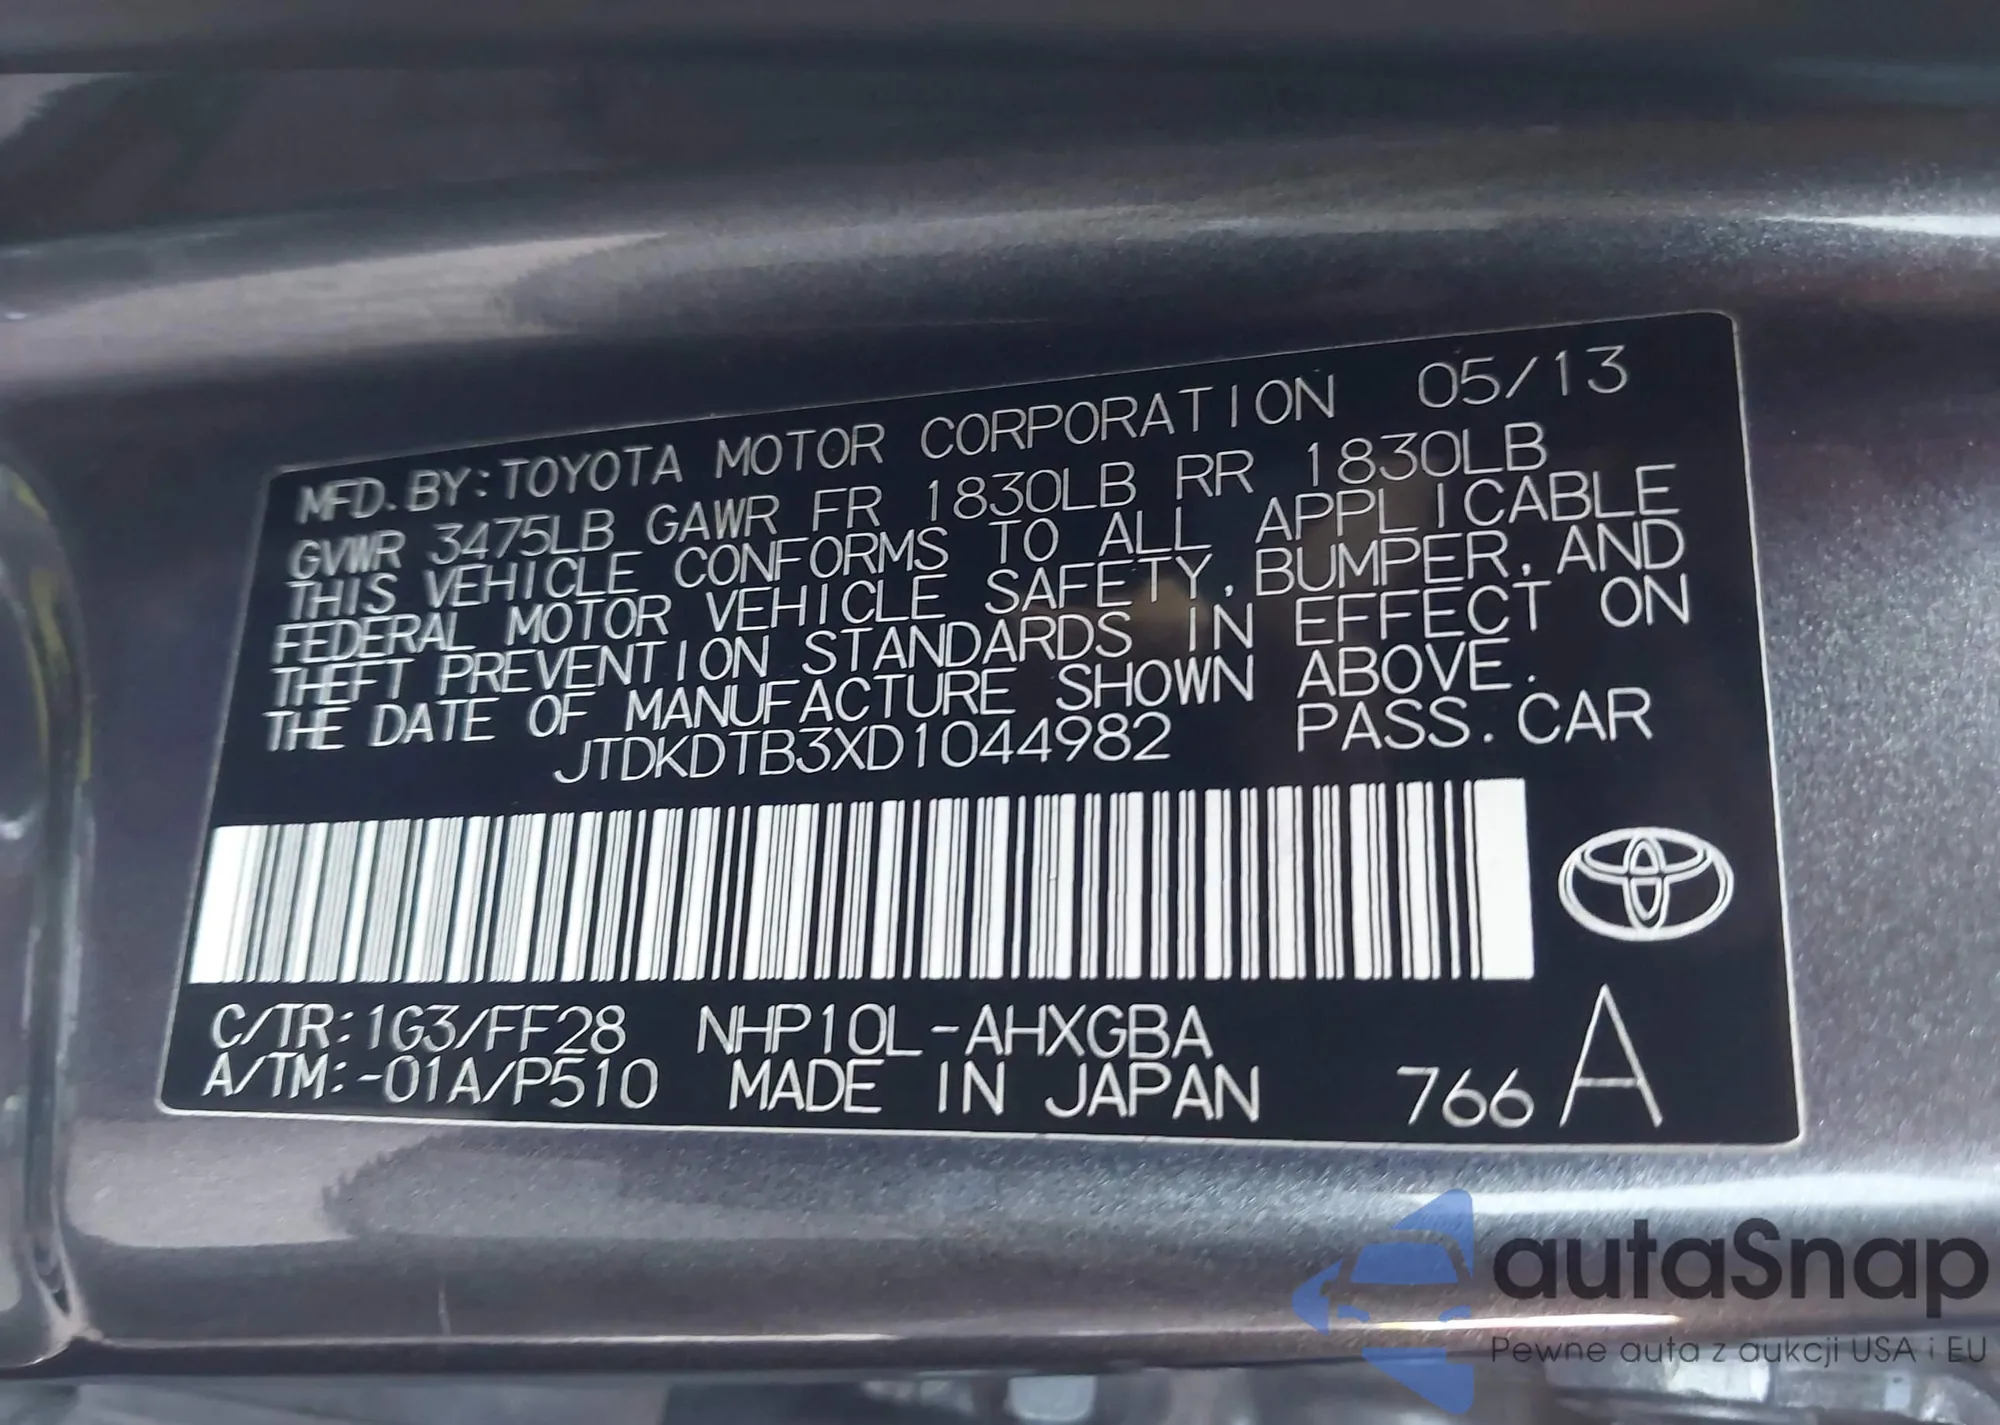 MFD.BY:TOYOTA MOTOR CORPORATION 05/13
GVWR 3475LB GAWR FR 1830LB RR 1830LB
THIS VEHICLE CONFORMS TO ALL APPLICABLE
FEDERAL MOTOR VEHICLE SAFETY, BUMPER, AND
THEFT PREVENTION STANDARDS IN EFFECT ON
THE DATE OF MANUFACTURE SHOWN ABOVE.
JTDKDTB3XD1044982 PASS.CAR
C/TR:1G3/FF28 NHP10L-AHXGBA
A/TM:-01A/P510 MADE IN JAPAN 766 A
autaSnap
Pewne auta z aukcji USA i EU